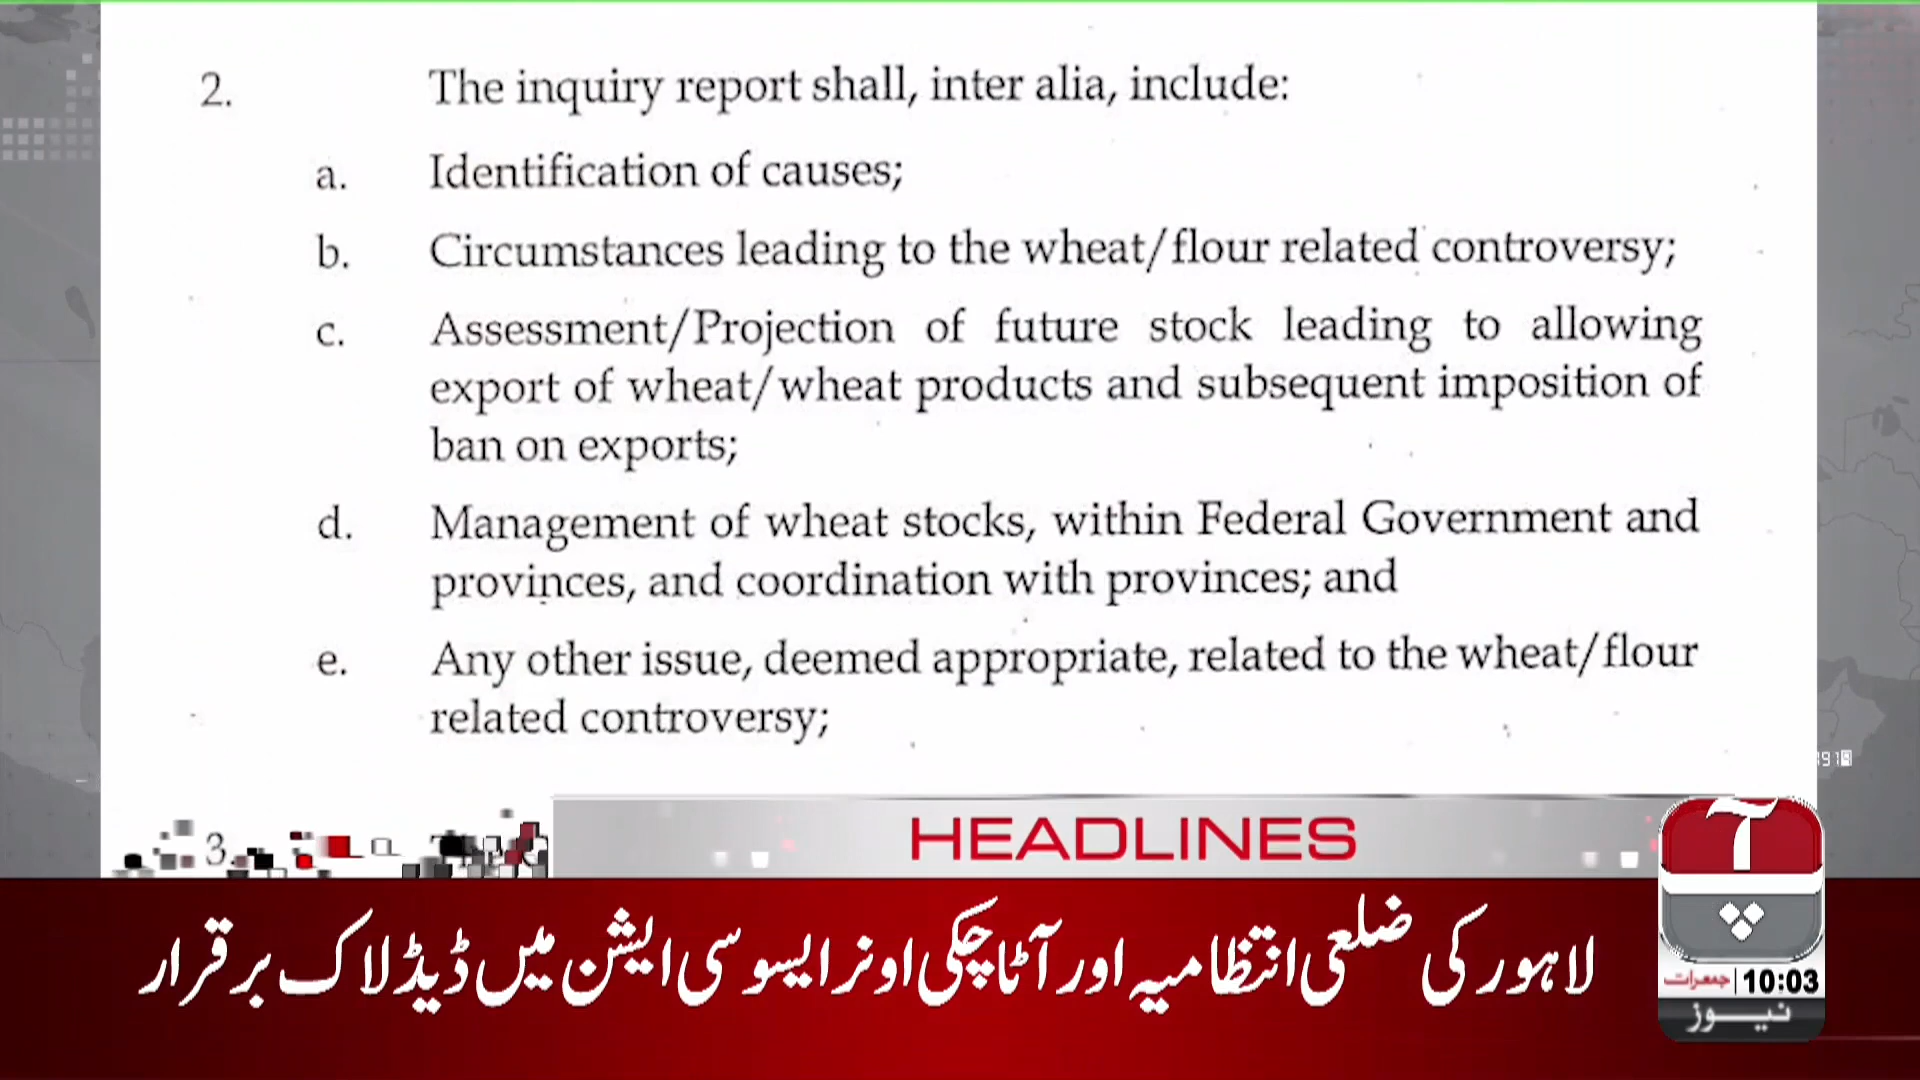 2. The inquiry report shall, inter alia, include:
a. Identification of causes;
b. Circumstances leading to the wheat/flour related controversy;
c. Assessment/Projection of future stock leading to allowing
export of wheat/wheat products and subsequent imposition of
ban on exports;
d. Management of wheat stocks, within Federal Government and
provinces, and coordination with provinces; and
e. Any other issue, deemed appropriate, related to the wheat/flour
related controversy;
3.
HEADLINES
لاہور کی ضلعی انتظامیہ اور آٹا چکی اونر ایسوسی ایشن میں ڈیڈ لاک برقرار
آپ
جمعرات 10:03
نیوز